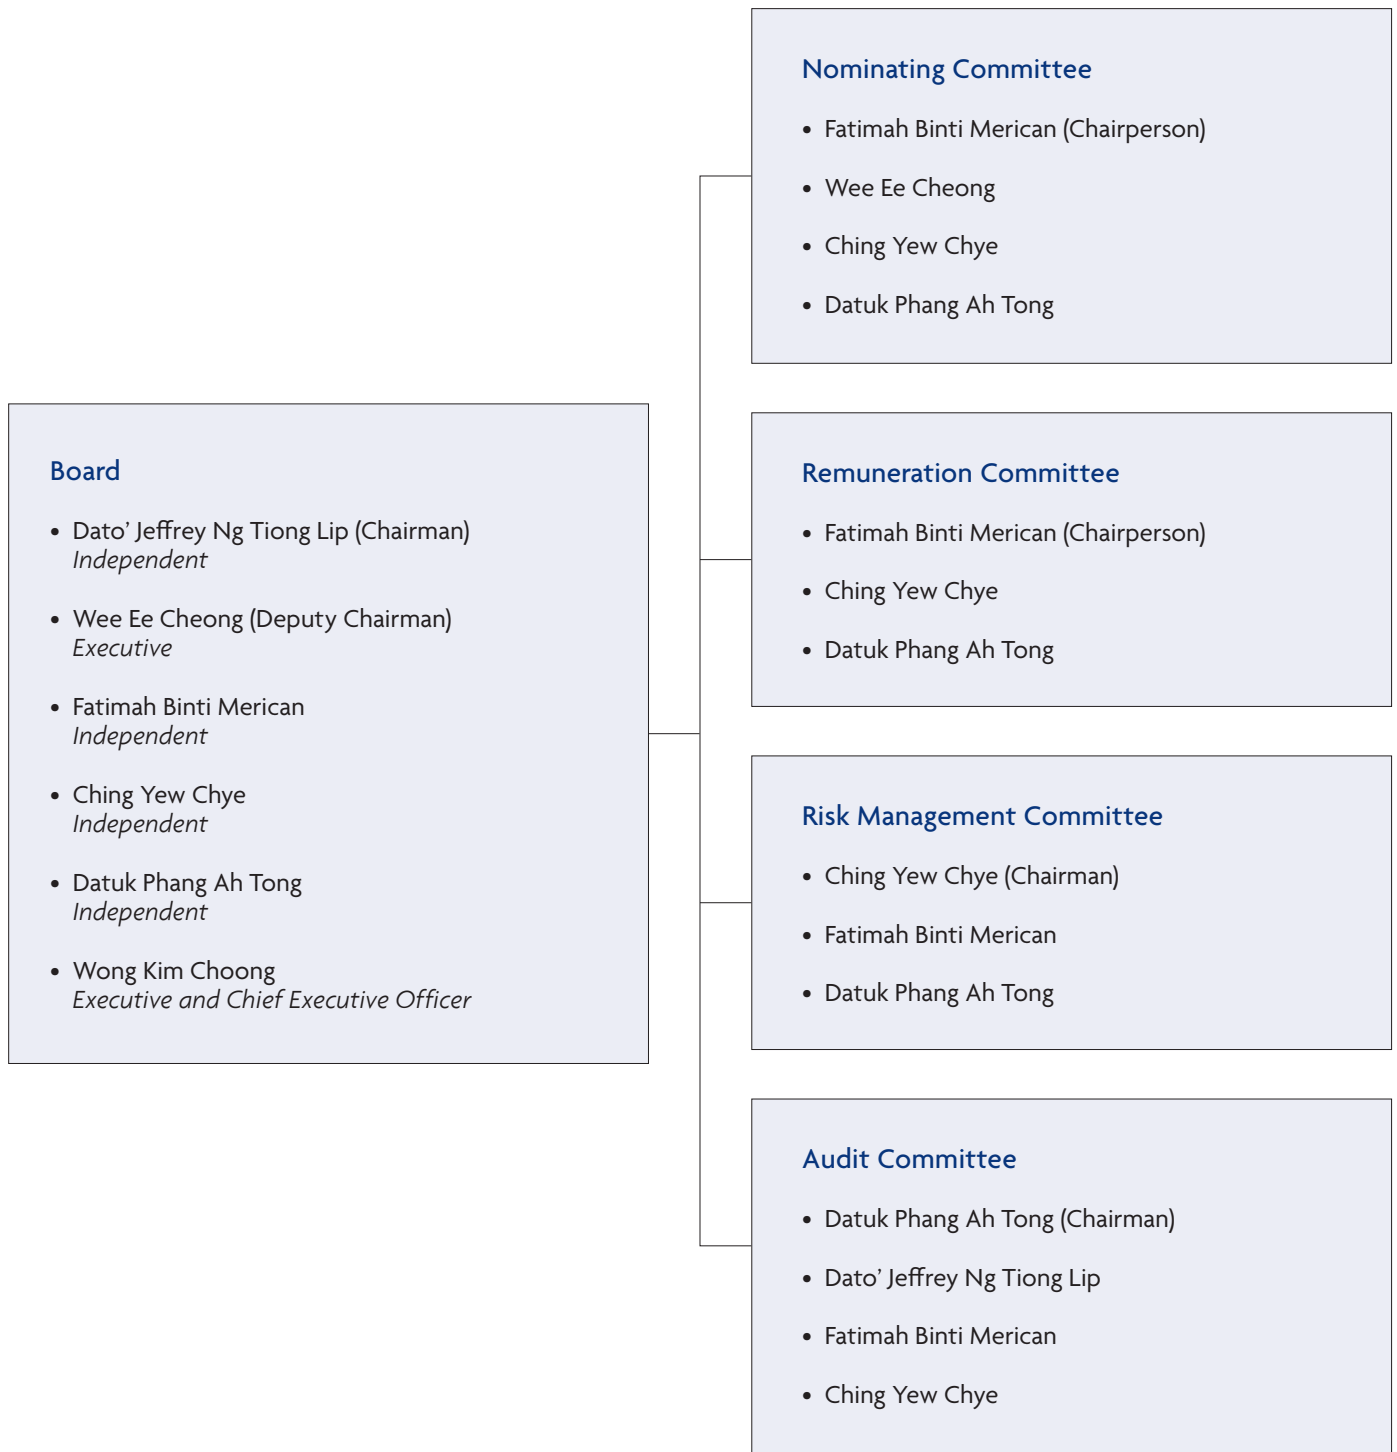 Board
• Dato’ Jeffrey Ng Tiong Lip (Chairman)
Independent
• Wee Ee Cheong (Deputy Chairman)
Executive
• Fatimah Binti Merican
Independent
• Ching Yew Chye
Independent
• Datuk Phang Ah Tong
Independent
• Wong Kim Choong
Executive and Chief Executive Officer
Nominating Committee
• Fatimah Binti Merican (Chairperson)
• Wee Ee Cheong
• Ching Yew Chye
• Datuk Phang Ah Tong
Remuneration Committee
• Fatimah Binti Merican (Chairperson)
• Ching Yew Chye
• Datuk Phang Ah Tong
Risk Management Committee
• Ching Yew Chye (Chairman)
• Fatimah Binti Merican
• Datuk Phang Ah Tong
Audit Committee
• Datuk Phang Ah Tong (Chairman)
• Dato’ Jeffrey Ng Tiong Lip
• Fatimah Binti Merican
• Ching Yew Chye